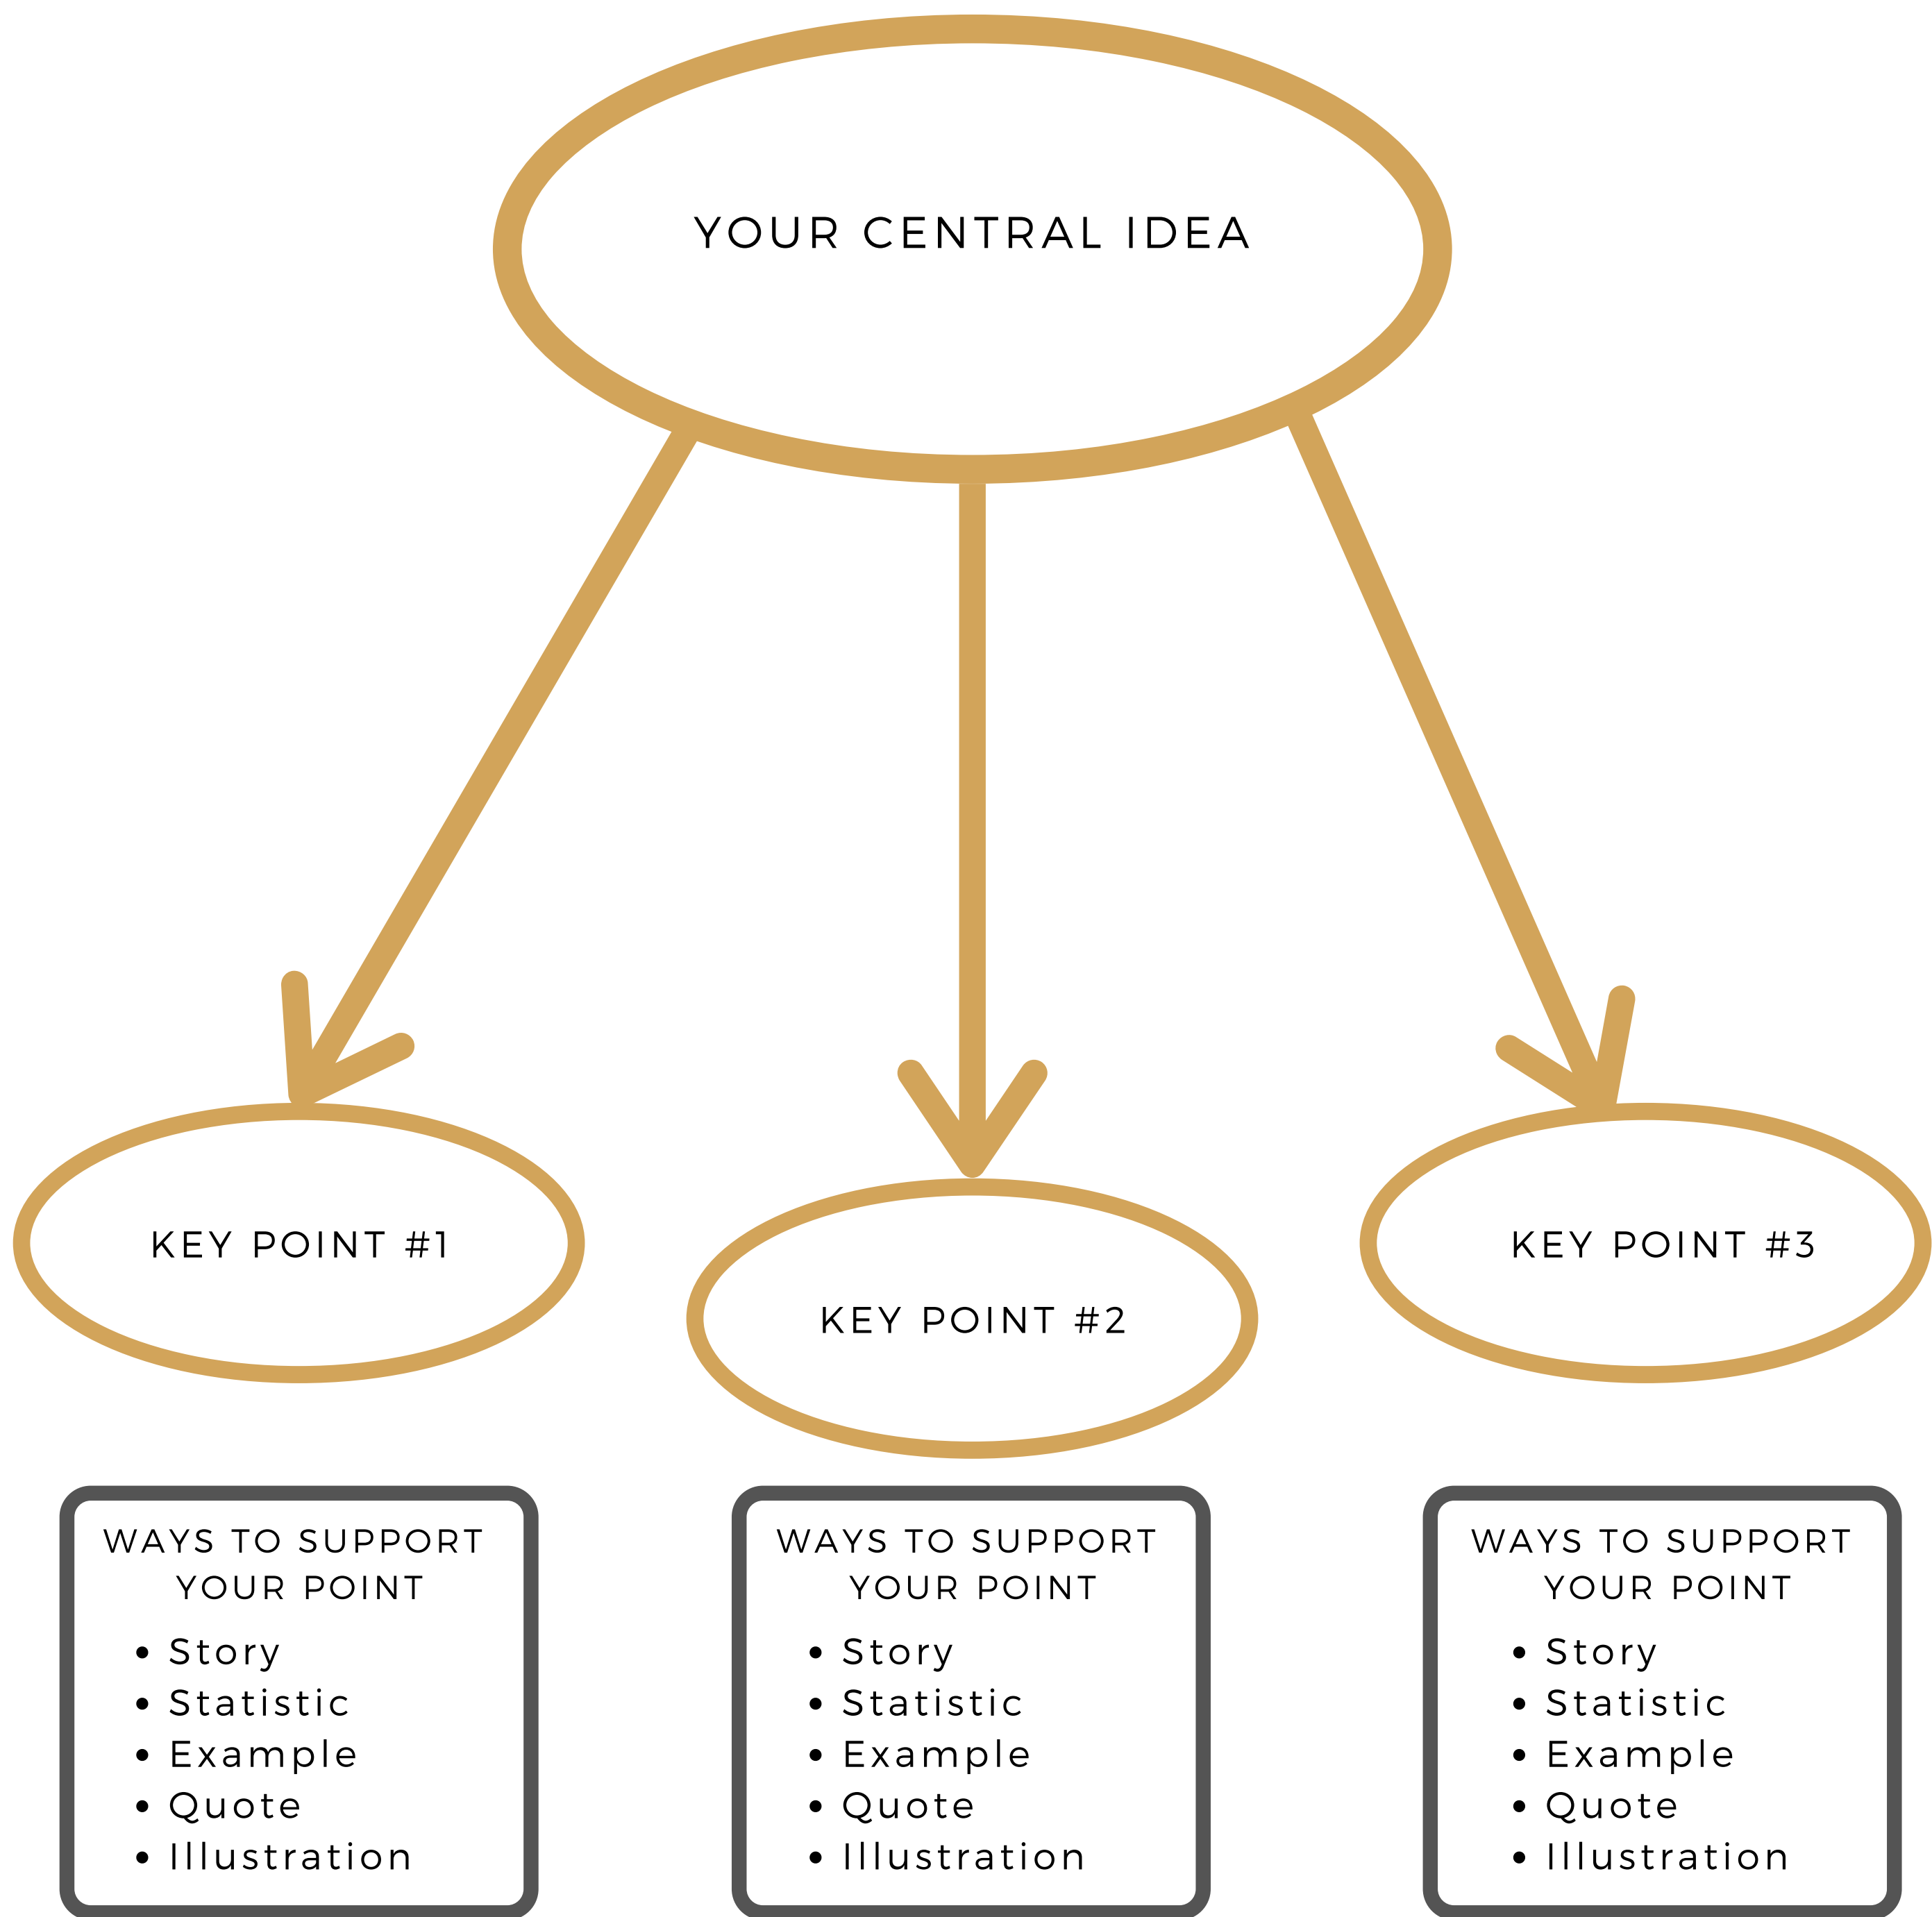 YOUR CENTRAL IDEA
KEY POINT #1
KEY POINT #2
KEY POINT #3
WAYS TO SUPPORT
YOUR POINT
• Story
• Statistic
• Example
• Quote
• Illustration
WAYS TO SUPPORT
YOUR POINT
• Story
• Statistic
• Example
• Quote
• Illustration
WAYS TO SUPPORT
YOUR POINT
• Story
• Statistic
• Example
• Quote
• Illustration